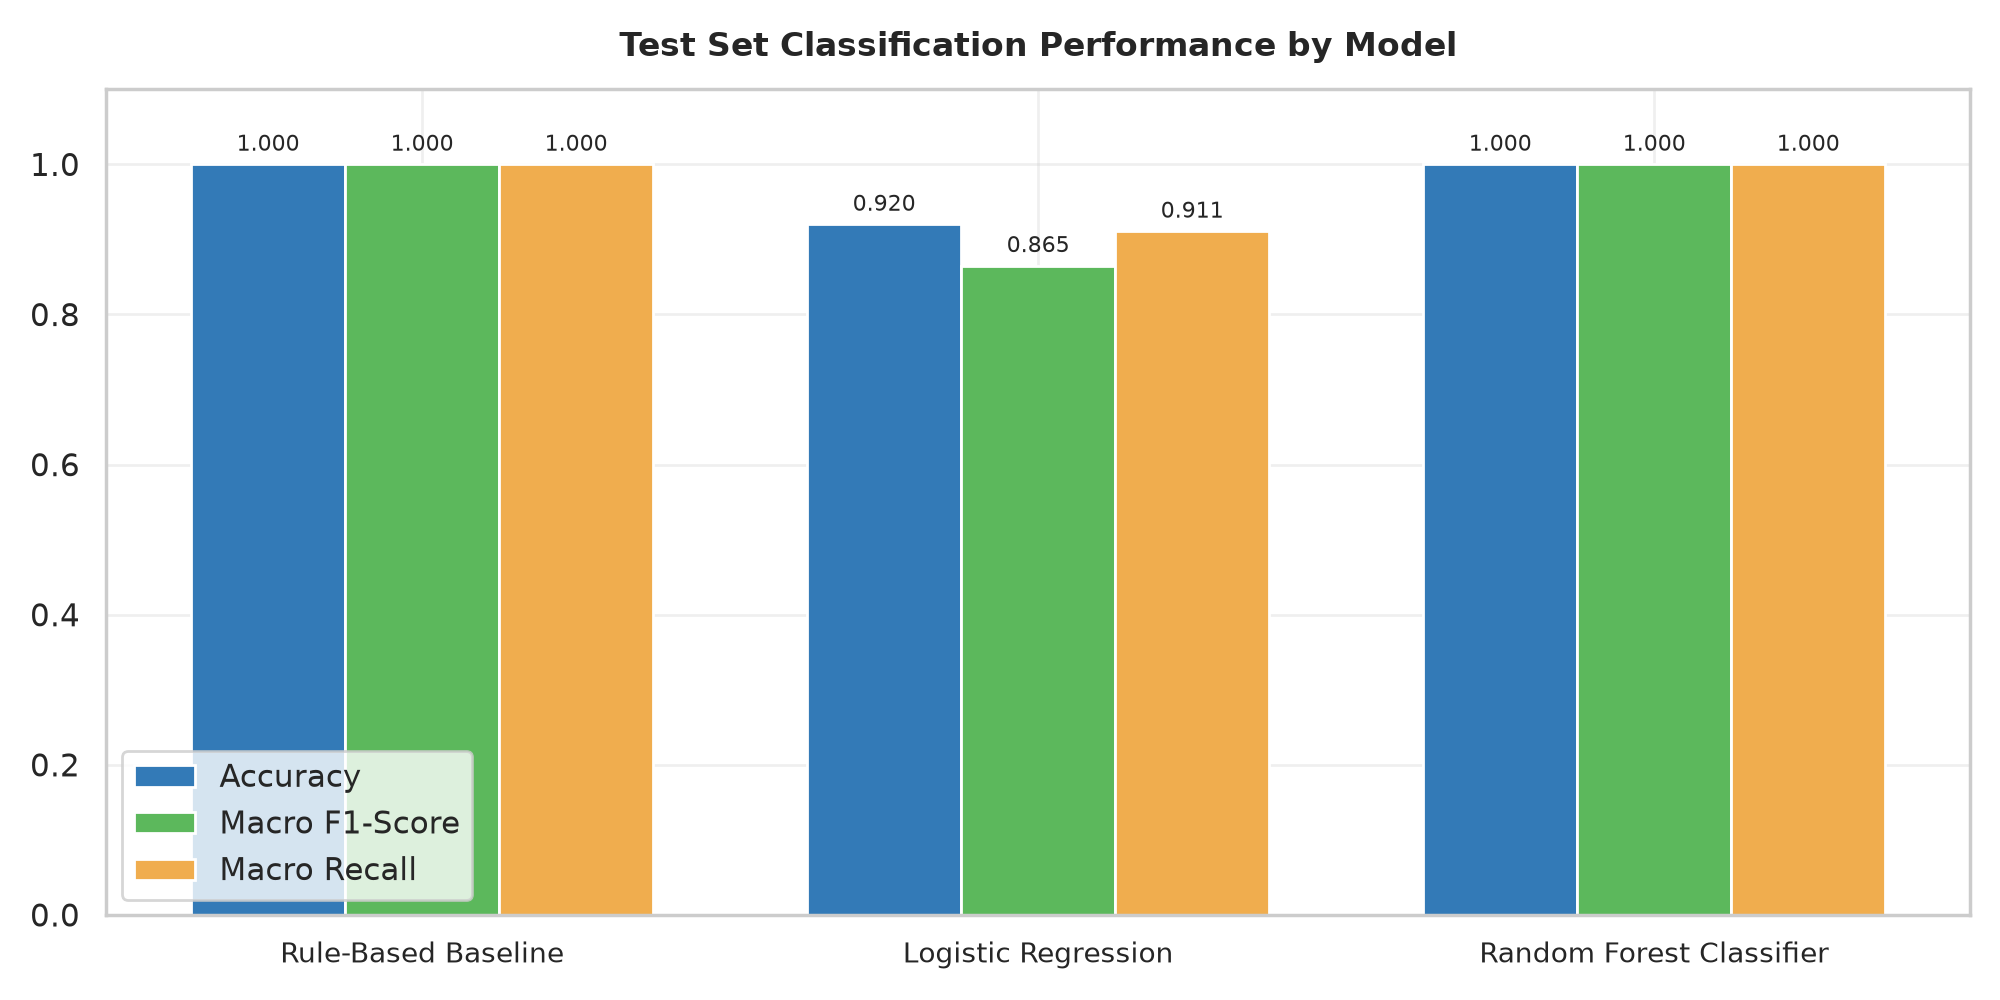 Test Set Classification Performance by Model
1.000 1.000 1.000 0.920 0.865 0.911 1.000 1.000 1.000
1.0
0.8
0.6
0.4
0.2
0.0
Accuracy
Macro F1-Score
Macro Recall
Rule-Based Baseline Logistic Regression Random Forest Classifier